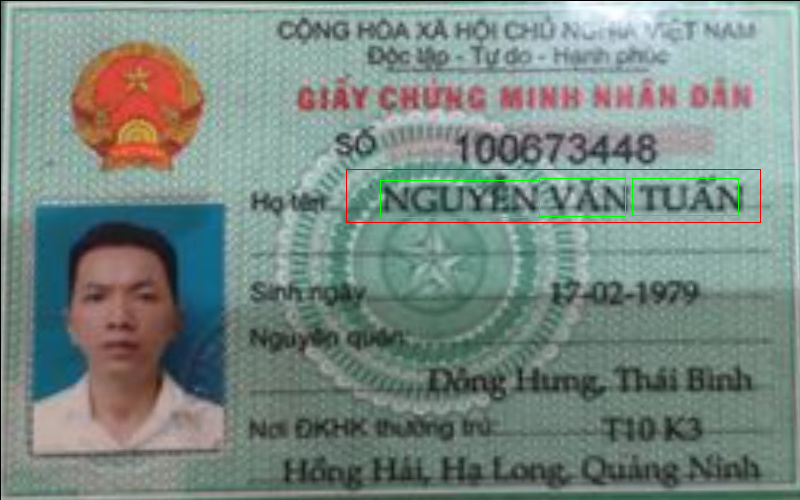 CỘNG HÒA XÃ HỘI CHỦ NGHĨA VIỆT NAM
Độc lập - Tự do - Hạnh phúc
GIẤY CHỨNG MINH NHÂN DÂN
SỐ 100673448
Họ tên NGUYỄN VĂN TUẤN
Sinh ngày 17-02-1979
Nguyên quán:
Đông Hưng, Thái Bình
Nơi ĐKHK thường trú: T10 K3
Hồng Hải, Hạ Long, Quảng Ninh